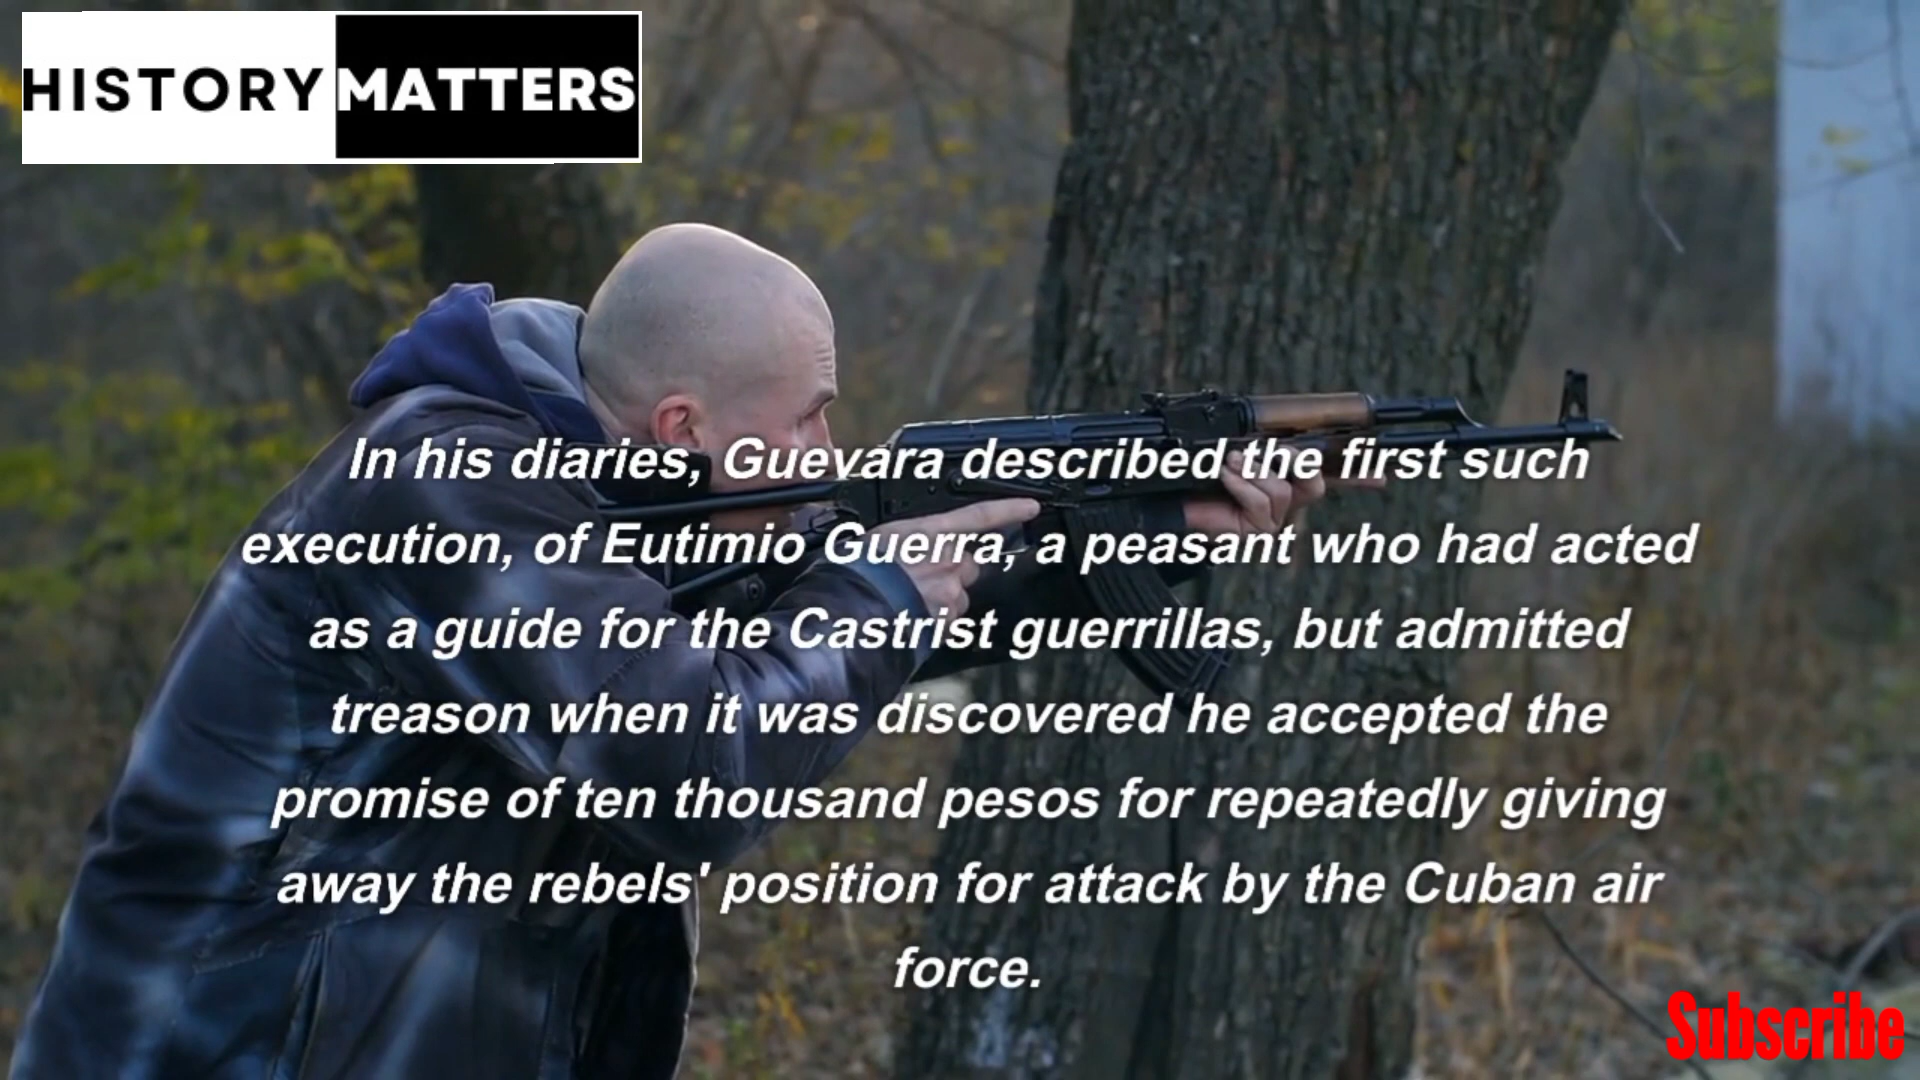 HISTORY MATTERS
In his diaries, Guevara described the first such
execution, of Eutimio Guerra, a peasant who had acted
as a guide for the Castrist guerrillas, but admitted
treason when it was discovered he accepted the
promise of ten thousand pesos for repeatedly giving
away the rebels' position for attack by the Cuban air
force.
Subscribe